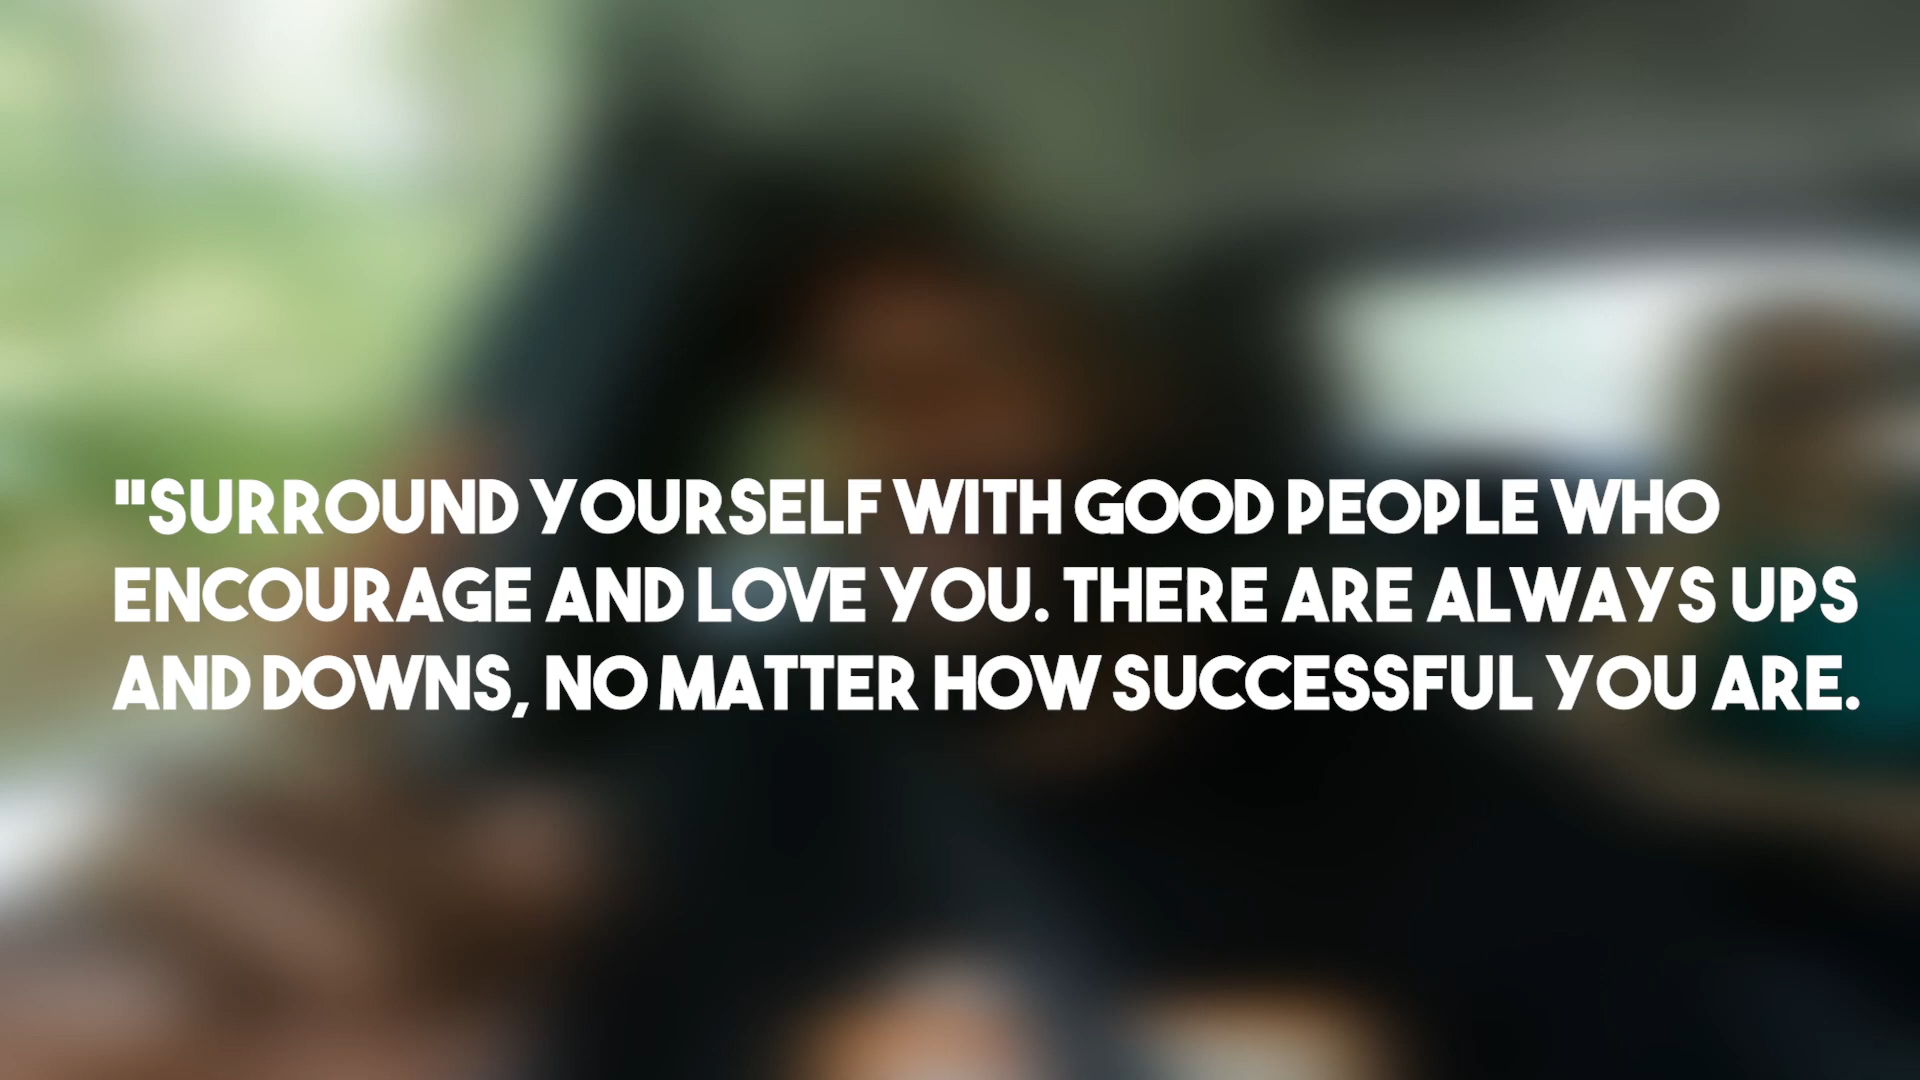 "SURROUND YOURSELF WITH GOOD PEOPLE WHO
ENCOURAGE AND LOVE YOU. THERE ARE ALWAYS UPS
AND DOWNS, NO MATTER HOW SUCCESSFUL YOU ARE.